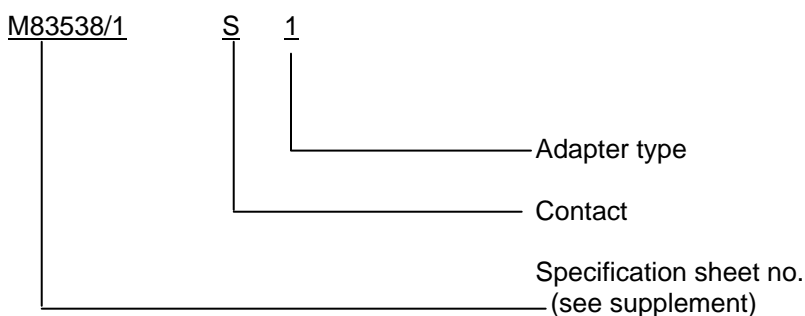 M83538/1 S 1
Adapter type
Contact
Specification sheet no.
(see supplement)